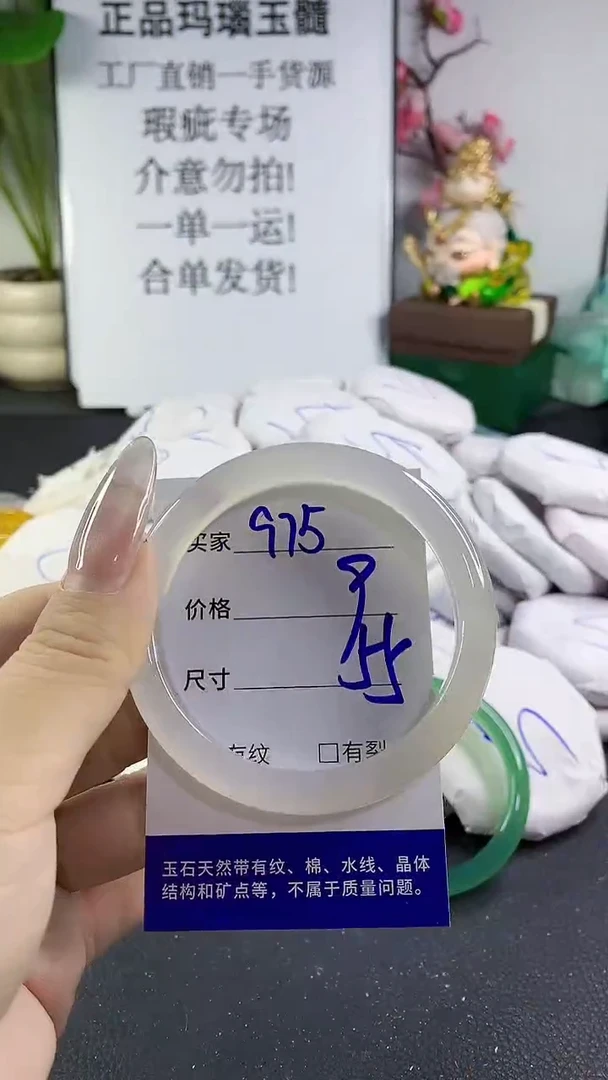 正品玛瑙玉髓
工厂直销一手货源
瑕疵专场
介意勿拍!
一单一运!
合单发货!
买家 975
价格
尺寸
有纹 □有裂
玉石天然带有纹、棉、水线、晶体
结构和矿点等，不属于质量问题。